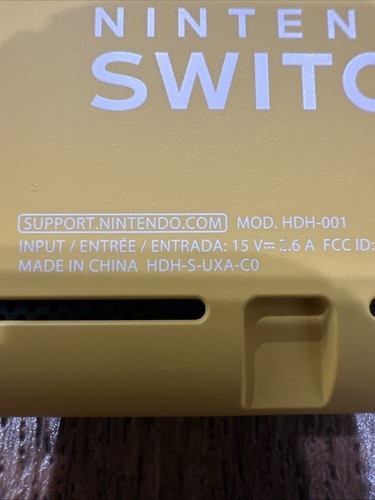 NINTEN
SWITC
SUPPORT.NINTENDO.COM MOD. HDH-001
INPUT / ENTRÉE / ENTRADA: 15 V⎓ 2.6 A FCC ID:
MADE IN CHINA HDH-S-UXA-C0